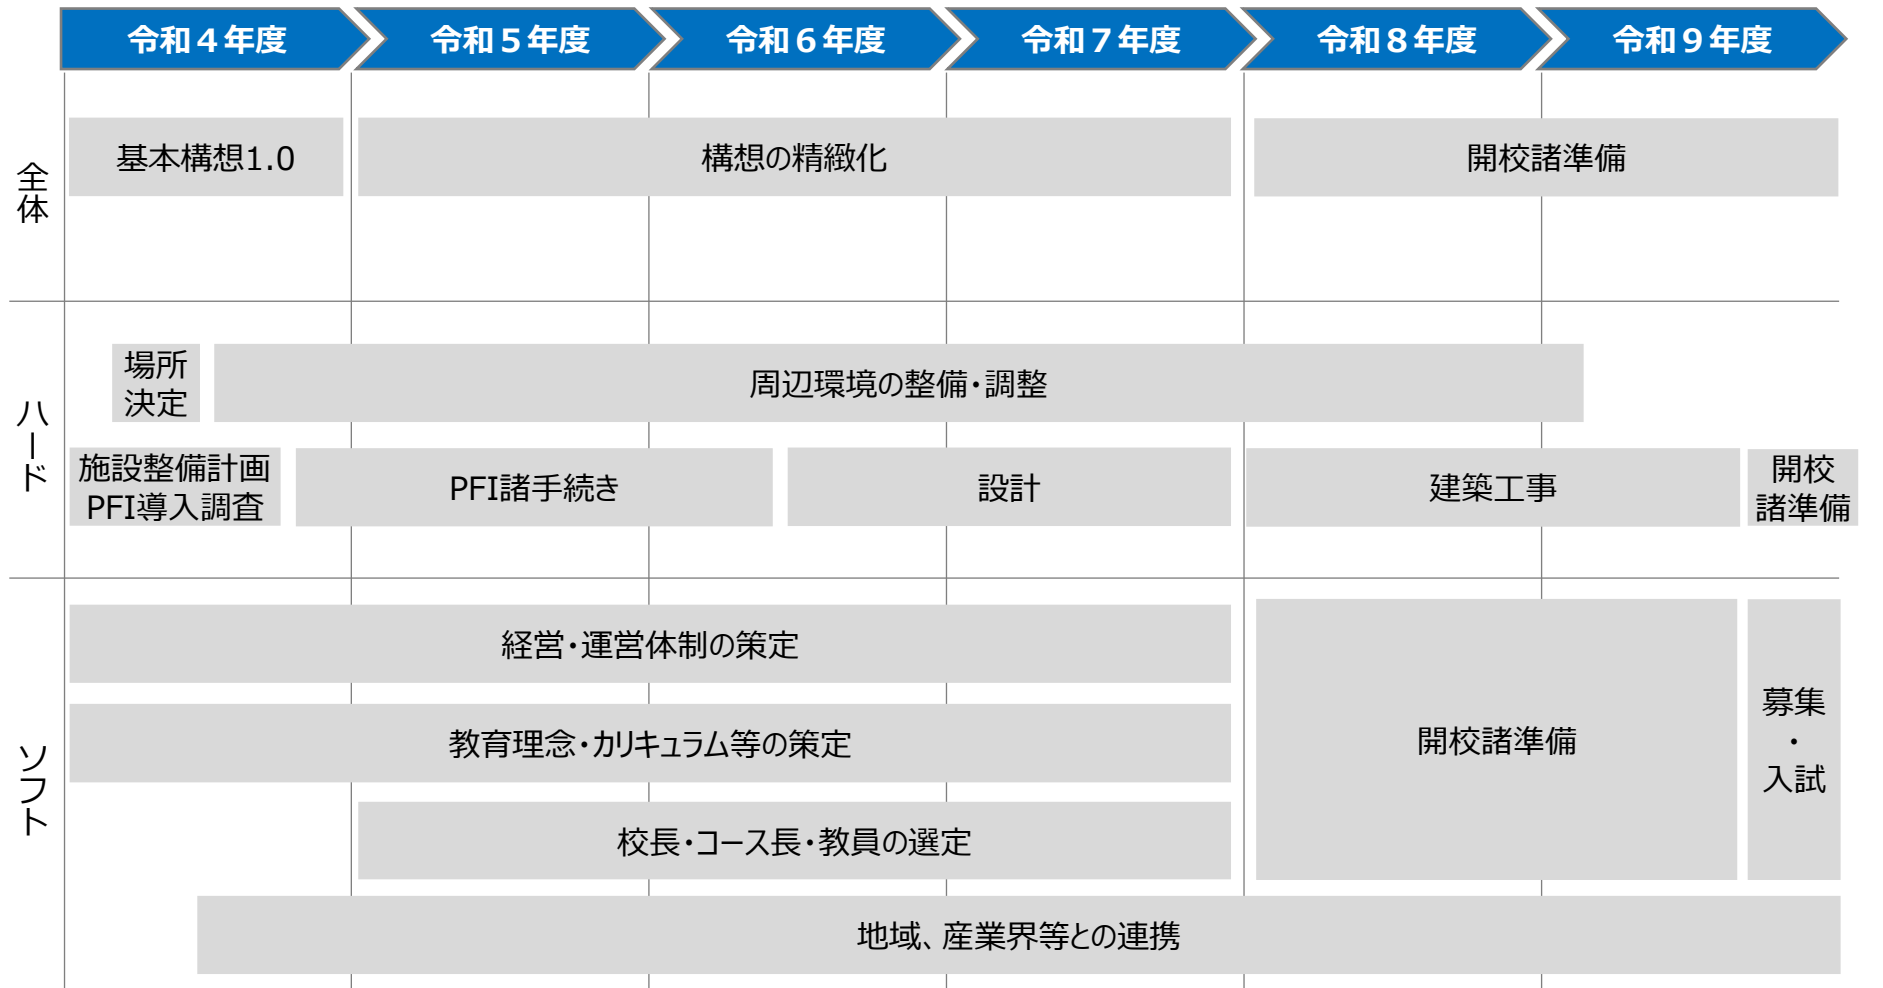 令和４年度
令和５年度
令和６年度
令和７年度
令和８年度
令和９年度
全体
基本構想1.0
構想の精緻化
開校諸準備
ハード
場所
決定
周辺環境の整備・調整
施設整備計画
PFI導入調査
PFI諸手続き
設計
建築工事
開校
諸準備
ソフト
経営・運営体制の策定
教育理念・カリキュラム等の策定
校長・コース長・教員の選定
開校諸準備
募集
・
入試
地域、産業界等との連携